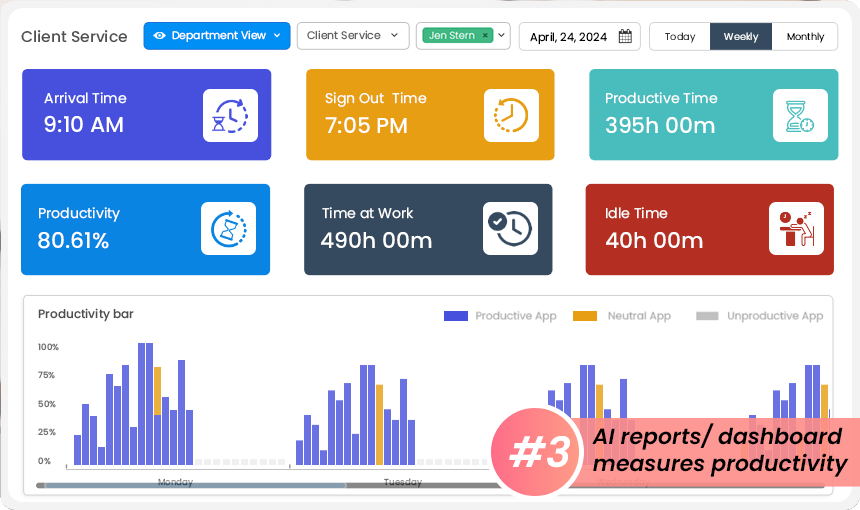 Client Service
Department View
Client Service
Jen Stern ×
April, 24, 2024
Today
Weekly
Monthly
Arrival Time
9:10 AM
Sign Out Time
7:05 PM
Productive Time
395h 00m
Productivity
80.61%
Time at Work
490h 00m
Idle Time
40h 00m
Productivity bar
Productive App
Neutral App
Unproductive App
100%
75%
50%
25%
0%
Monday
Tuesday
#3
AI reports/ dashboard
measures productivity